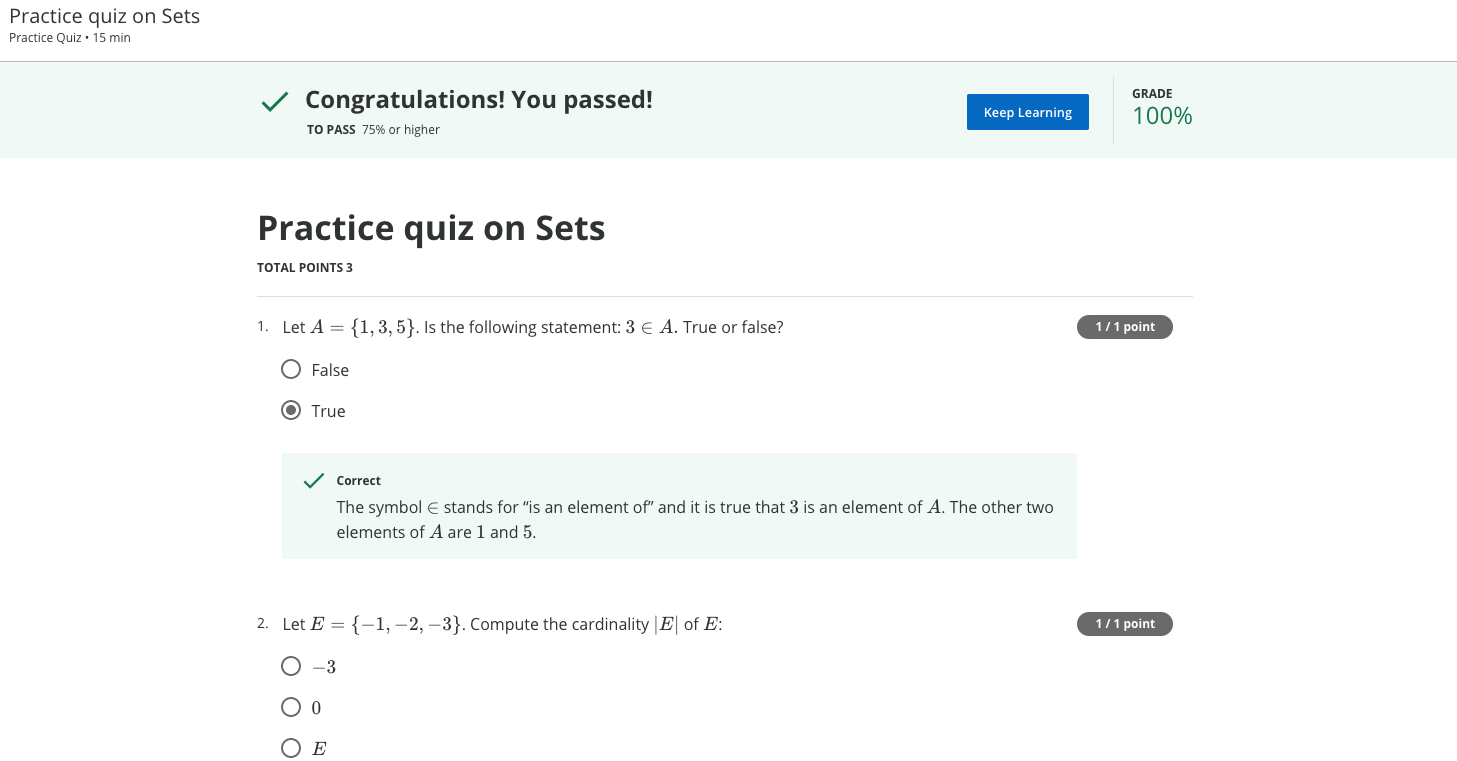 Practice quiz on Sets
Practice Quiz • 15 min
Congratulations! You passed!
TO PASS 75% or higher
Keep Learning
GRADE
100%
Practice quiz on Sets
TOTAL POINTS 3
1. Let A = {1, 3, 5}. Is the following statement: 3 ∈ A. True or false?
1 / 1 point
False
True
Correct
The symbol ∈ stands for “is an element of” and it is true that 3 is an element of A. The other two
elements of A are 1 and 5.
2. Let E = {−1, −2, −3}. Compute the cardinality |E| of E:
1 / 1 point
−3
0
E